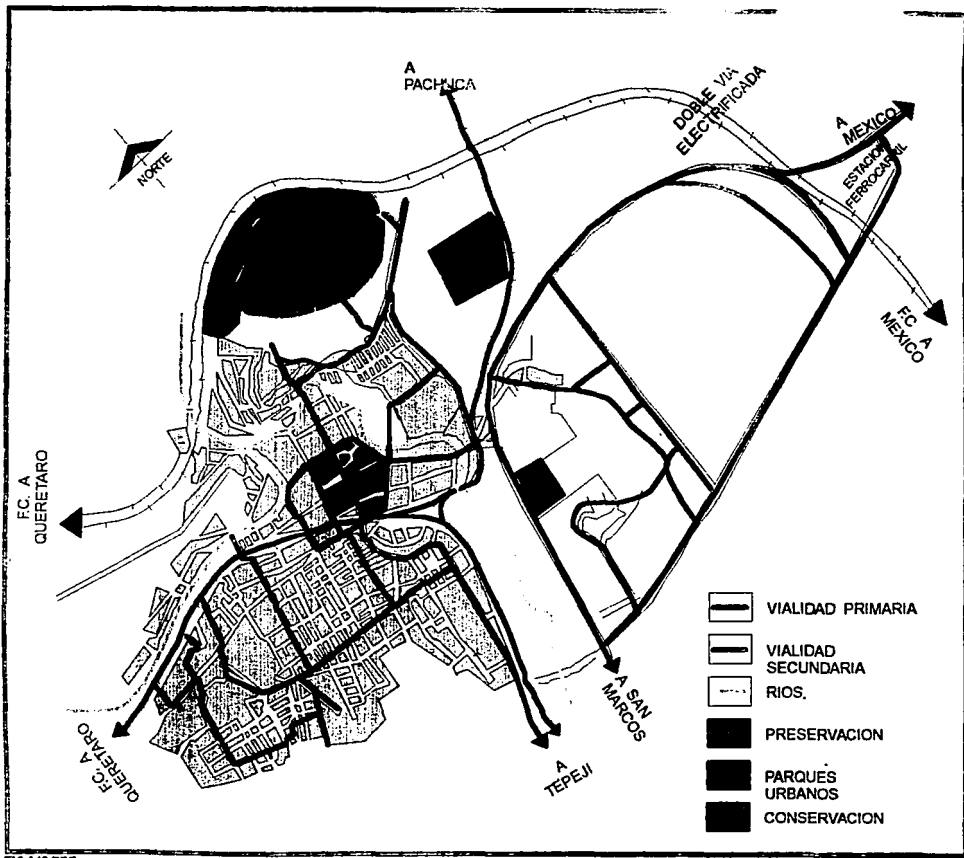 A
PACHUCA
DOBLE VIA
ELECTRIFICADA
A
MEXICO
ESTACION
FERROCARRIL
NORTE
F.C. A
MEXICO
F.C. A
QUERETARO
VIALIDAD PRIMARIA
VIALIDAD
SECUNDARIA
RIOS.
PRESERVACION
PARQUES
URBANOS
CONSERVACION
A SAN
MARCOS
A
TEPEJI
F.C. A
QUERETARO